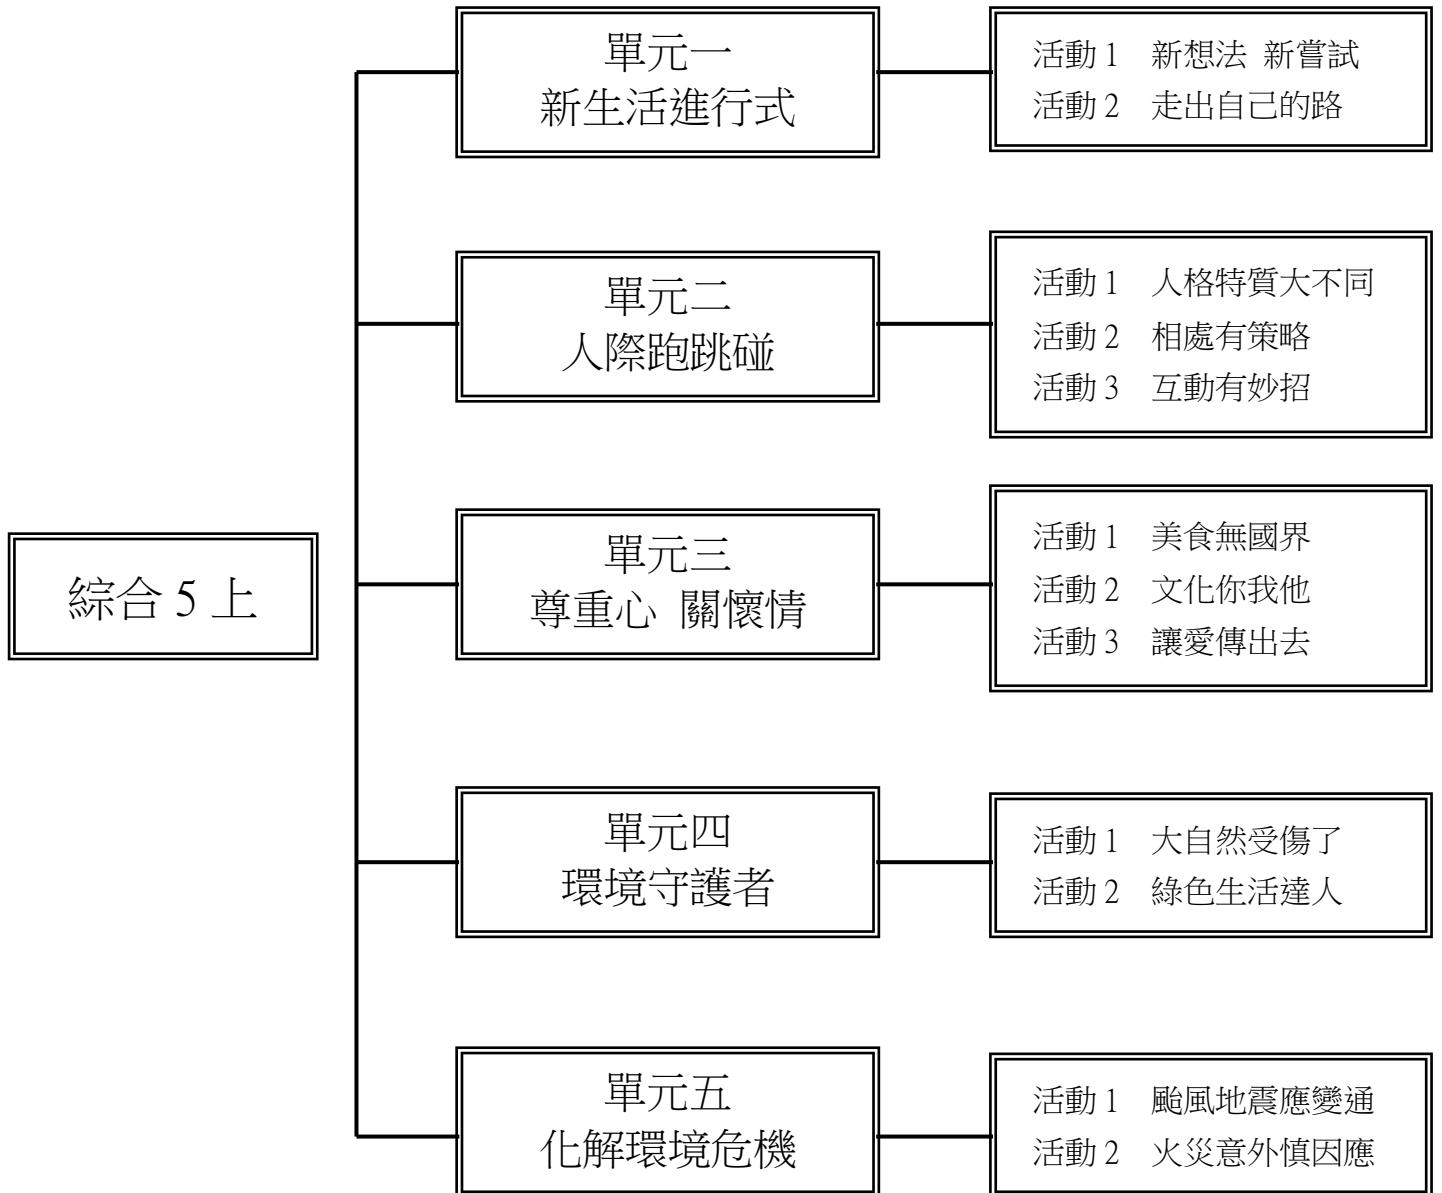 綜合 5 上
單元一
新生活進行式
活動 1 新想法 新嘗試
活動 2 走出自己的路
單元二
人際跑跳碰
活動 1 人格特質大不同
活動 2 相處有策略
活動 3 互動有妙招
單元三
尊重心 關懷情
活動 1 美食無國界
活動 2 文化你我他
活動 3 讓愛傳出去
單元四
環境守護者
活動 1 大自然受傷了
活動 2 綠色生活達人
單元五
化解環境危機
活動 1 颱風地震應變通
活動 2 火災意外慎因應